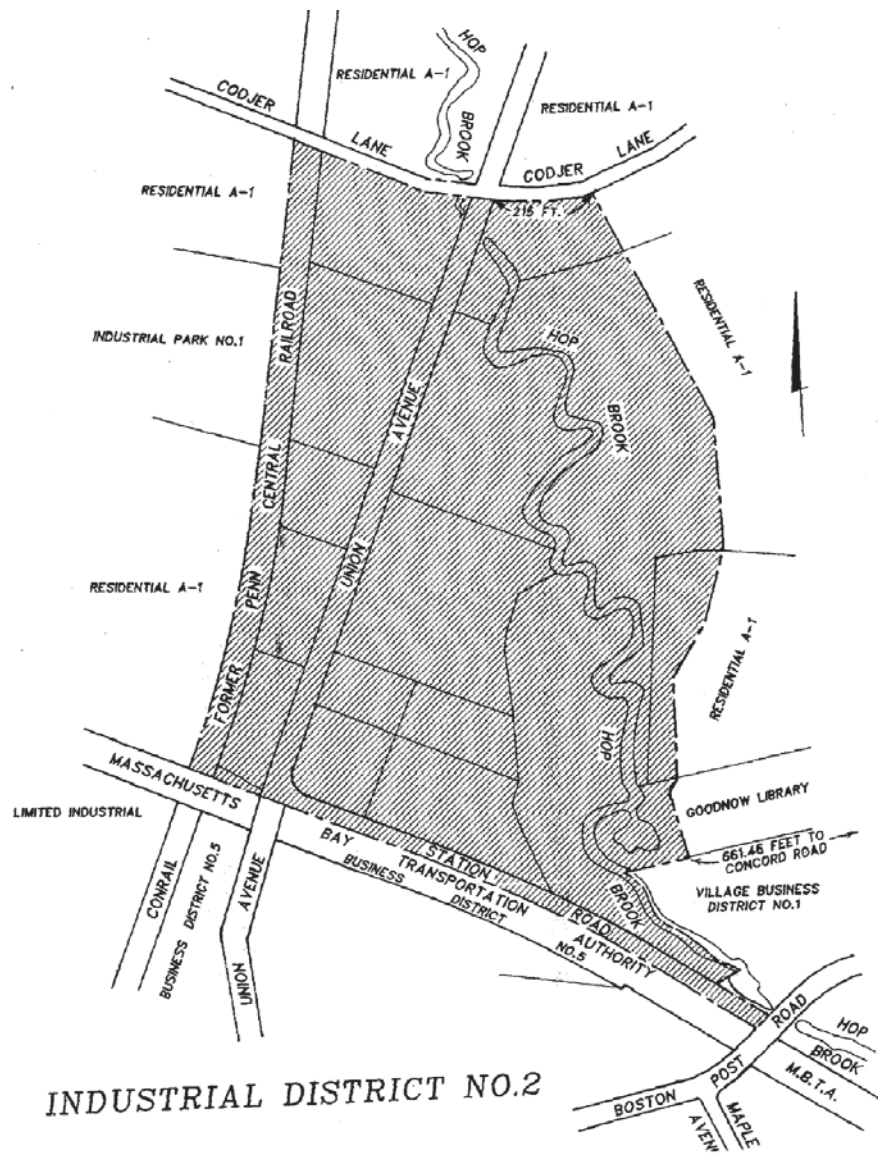 HOP
BROOK
RESIDENTIAL A-1
RESIDENTIAL A-1
CODJER
LANE
CODJER
LANE
215 FT.
RESIDENTIAL A-1
RESIDENTIAL A-1
INDUSTRIAL PARK NO.1
HOP
BROOK
FORMER PENN CENTRAL RAILROAD
UNION AVENUE
RESIDENTIAL A-1
RESIDENTIAL A-1
HOP
BROOK
GOODNOW LIBRARY
661.46 FEET TO
CONCORD ROAD
VILLAGE BUSINESS
DISTRICT NO.1
MASSACHUSETTS BAY TRANSPORTATION AUTHORITY
STATION ROAD
BUSINESS DISTRICT NO.5
LIMITED INDUSTRIAL
CONRAIL
BUSINESS DISTRICT NO.5
UNION AVENUE
HOP
BROOK
M.B.T.A.
BOSTON POST ROAD
MAPLE
AVENU
INDUSTRIAL DISTRICT NO.2